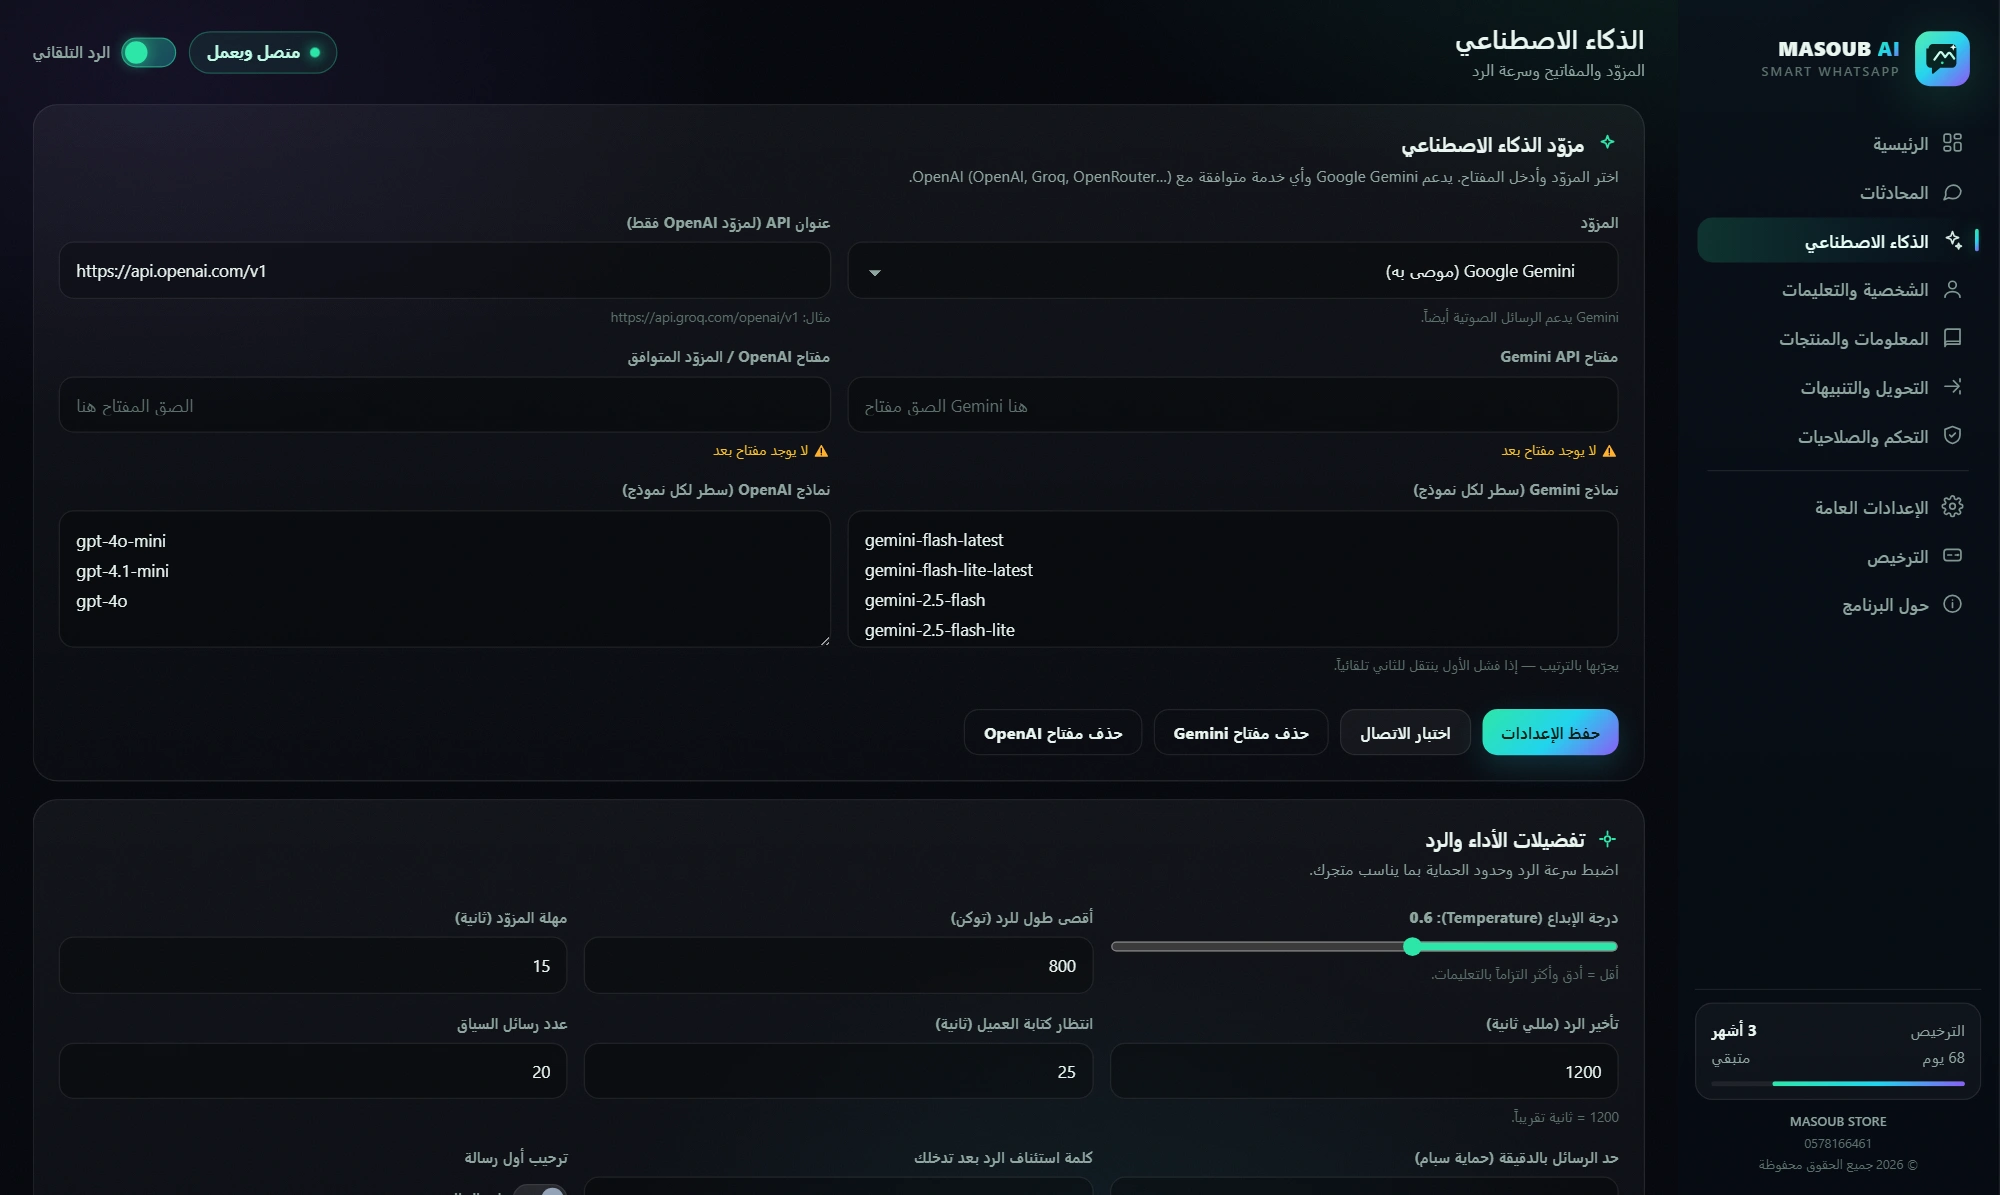 MASOUB AI
SMART WHATSAPP
الرئيسية
المحادثات
الذكاء الاصطناعي
الشخصية والتعليمات
المعلومات والمنتجات
التحويل والتنبيهات
التحكم والصلاحيات
الإعدادات العامة
الترخيص
حول البرنامج
الترخيص 3 أشهر
68 يوم متبقي
MASOUB STORE
0578166461
© 2026 جميع الحقوق محفوظة
الذكاء الاصطناعي
المزوّد والمفاتيح وسرعة الرد
متصل ويعمل
الرد التلقائي
مزوّد الذكاء الاصطناعي
اختر المزوّد وأدخل المفتاح. يدعم Google Gemini وأي خدمة متوافقة مع OpenAI (OpenAI, Groq, OpenRouter...).
المزوّد
Google Gemini (موصى به)
Gemini يدعم الرسائل الصوتية أيضاً.
عنوان API (لمزوّد OpenAI فقط)
https://api.openai.com/v1
مثال: https://api.groq.com/openai/v1
مفتاح Gemini API
هنا Gemini الصق مفتاح
لا يوجد مفتاح بعد
مفتاح OpenAI / المزوّد المتوافق
الصق المفتاح هنا
لا يوجد مفتاح بعد
نماذج Gemini (سطر لكل نموذج)
gemini-flash-latest
gemini-flash-lite-latest
gemini-2.5-flash
gemini-2.5-flash-lite
يجرّبها بالترتيب — إذا فشل الأول ينتقل للثاني تلقائياً.
نماذج OpenAI (سطر لكل نموذج)
gpt-4o-mini
gpt-4.1-mini
gpt-4o
حفظ الإعدادات
اختبار الاتصال
حذف مفتاح Gemini
حذف مفتاح OpenAI
تفضيلات الأداء والرد
اضبط سرعة الرد وحدود الحماية بما يناسب متجرك.
درجة الإبداع (Temperature): 0.6
أقل = أدق وأكثر التزاماً بالتعليمات.
أقصى طول للرد (توكن)
800
مهلة المزوّد (ثانية)
15
تأخير الرد (مللي ثانية)
1200
1200 = ثانية تقريباً.
انتظار كتابة العميل (ثانية)
25
عدد رسائل السياق
20
حد الرسائل بالدقيقة (حماية سبام)
كلمة استئناف الرد بعد تدخلك
ترحيب أول رسالة